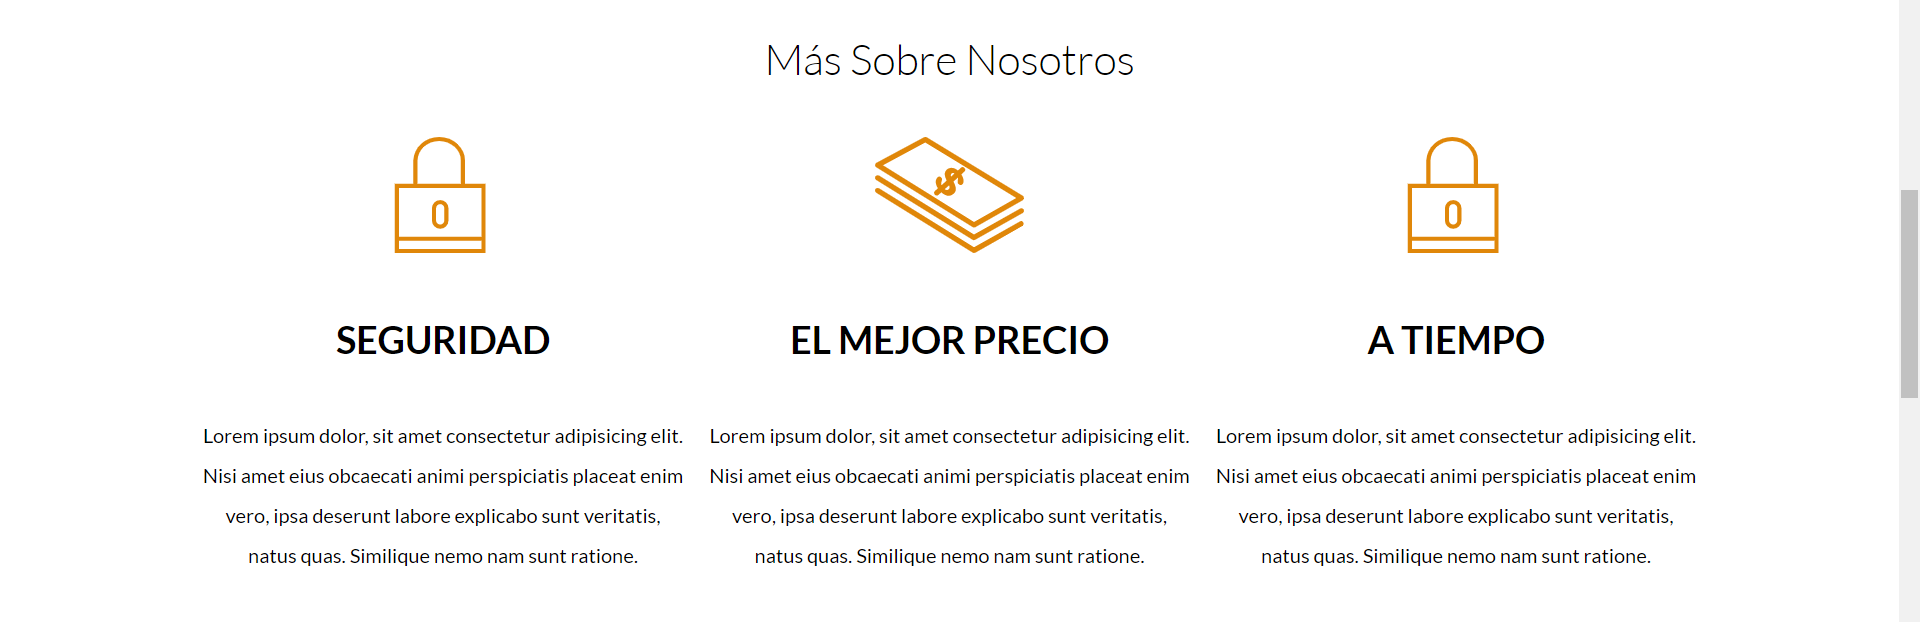 Más Sobre Nosotros
SEGURIDAD
Lorem ipsum dolor, sit amet consectetur adipisicing elit.
Nisi amet eius obcaecati animi perspiciatis placeat enim
vero, ipsa deserunt labore explicabo sunt veritatis,
natus quas. Similique nemo nam sunt ratione.
$
EL MEJOR PRECIO
Lorem ipsum dolor, sit amet consectetur adipisicing elit.
Nisi amet eius obcaecati animi perspiciatis placeat enim
vero, ipsa deserunt labore explicabo sunt veritatis,
natus quas. Similique nemo nam sunt ratione.
A TIEMPO
Lorem ipsum dolor, sit amet consectetur adipisicing elit.
Nisi amet eius obcaecati animi perspiciatis placeat enim
vero, ipsa deserunt labore explicabo sunt veritatis,
natus quas. Similique nemo nam sunt ratione.